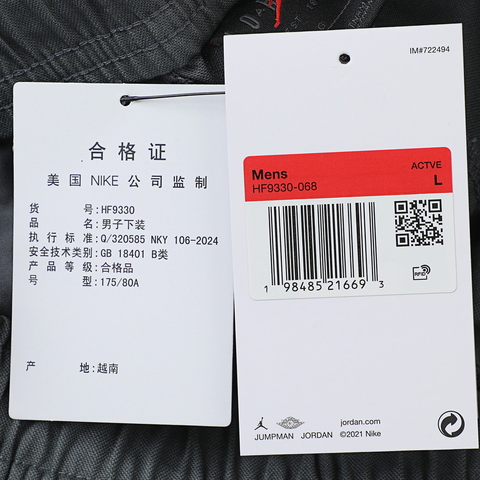 合格证
美国 NIKE 公司监制
货号:HF9330
品名:男子下装
执行标准:Q/320585 NKY 106-2024
安全技术类别:GB 18401 B类
产品等级:合格品
号型:175/80A
产地:越南
IM#722494
Mens
ACTVE
HF9330-068
L
1 98485 21669 3
RFID
JUMPMAN JORDAN
jordan.com
©2021 Nike